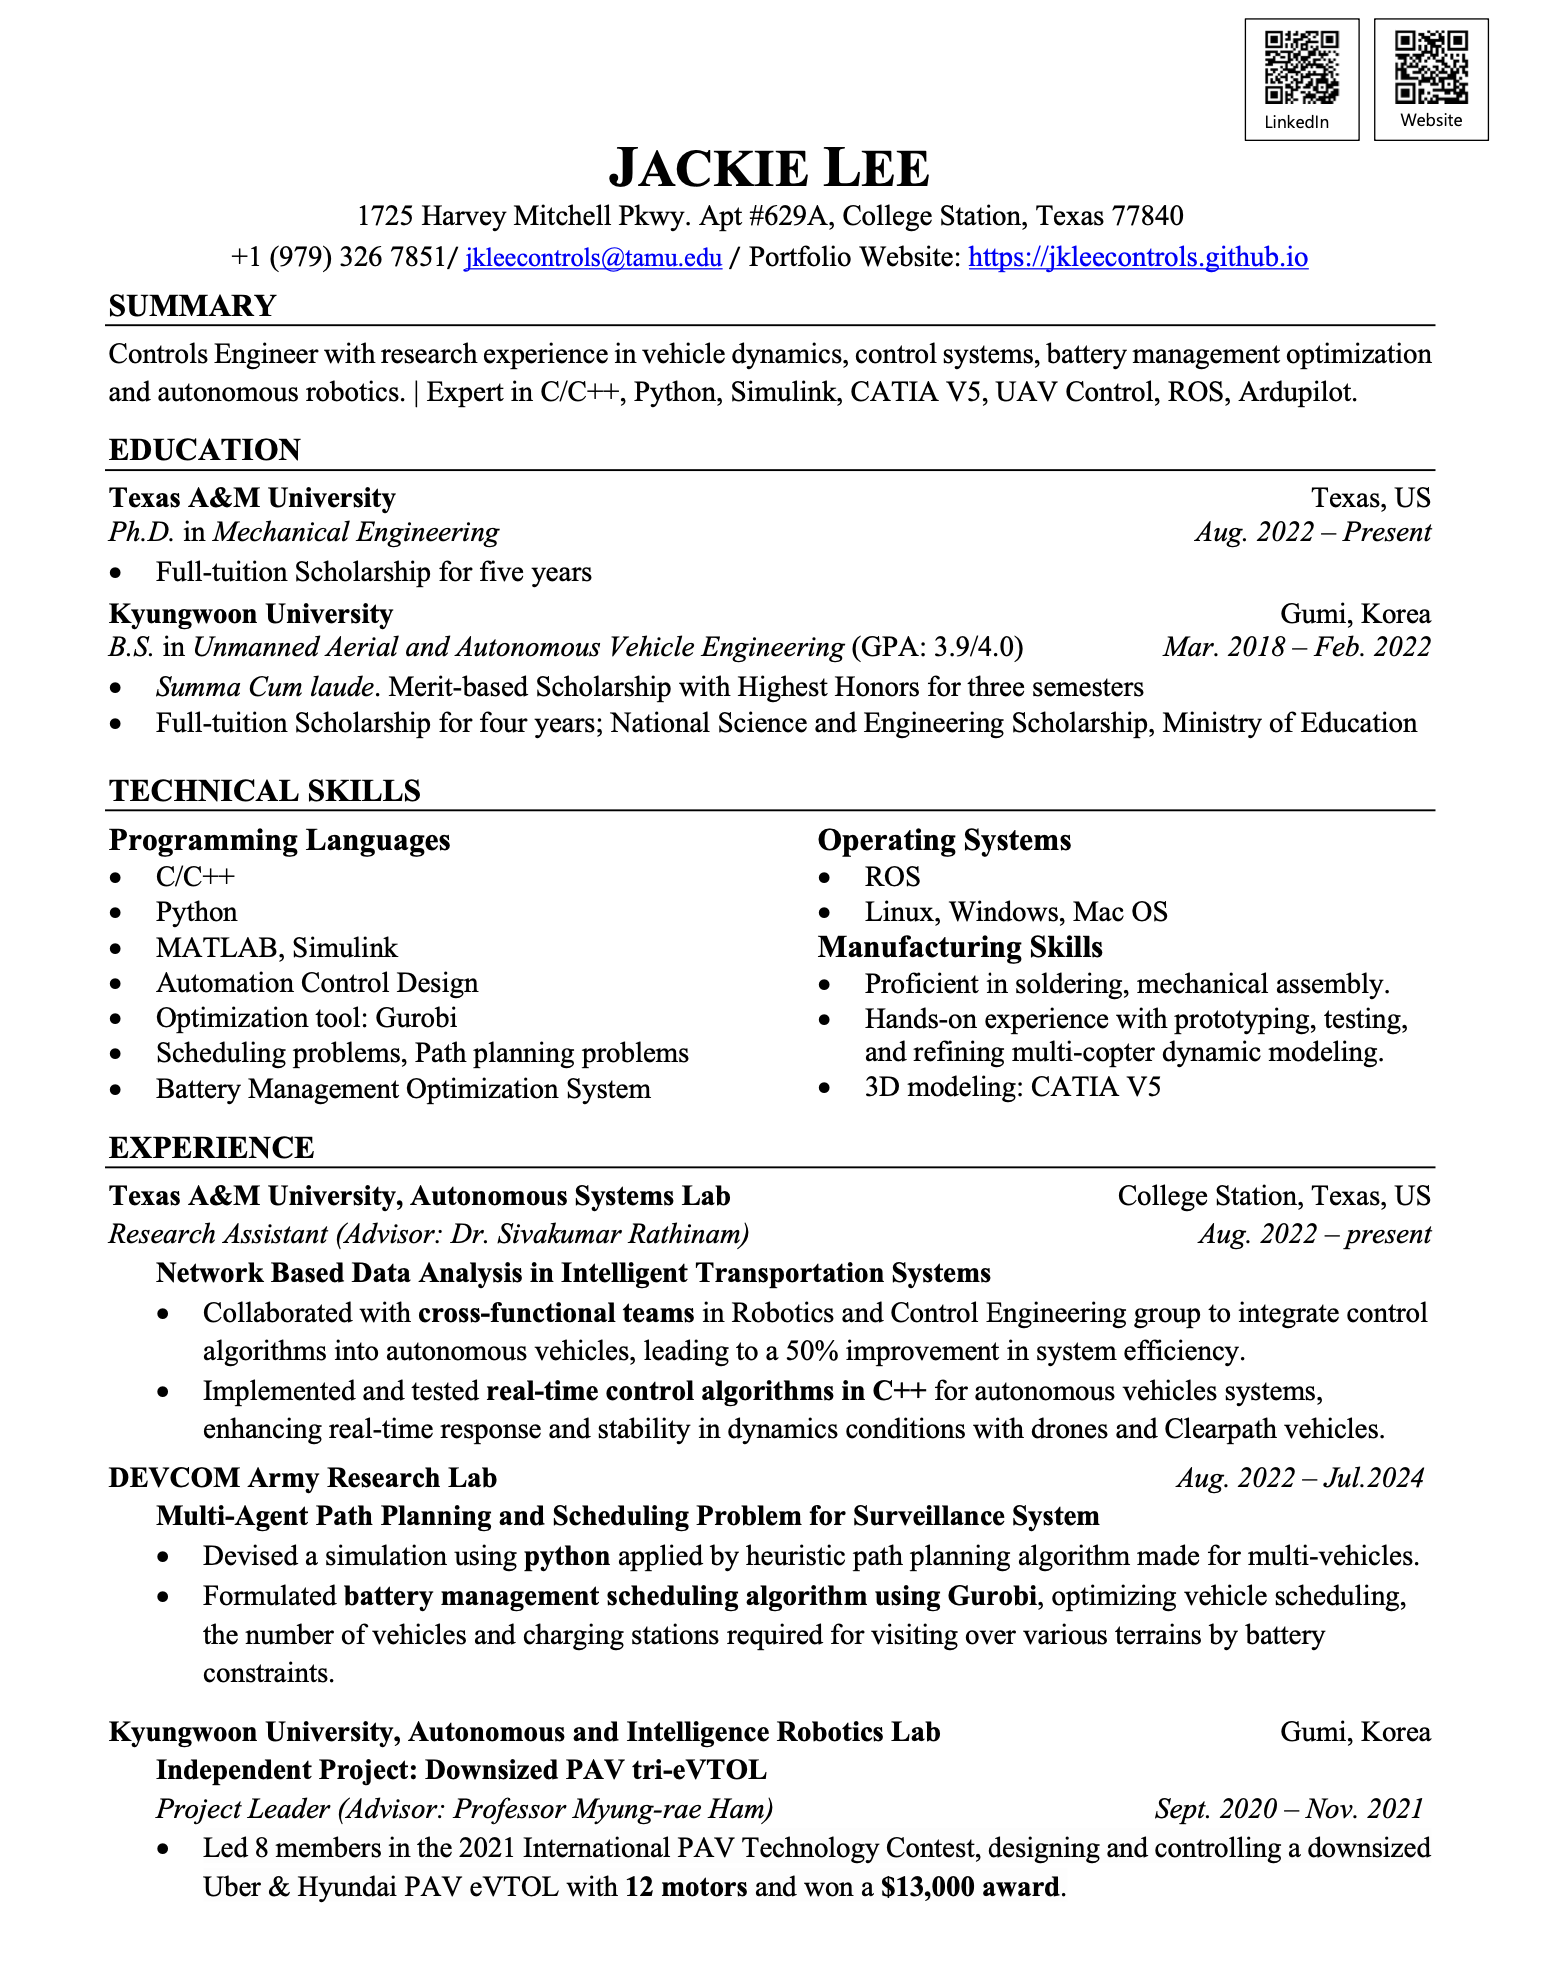 LinkedIn
Website
JACKIE LEE
1725 Harvey Mitchell Pkwy. Apt #629A, College Station, Texas 77840
+1 (979) 326 7851/ jkleecontrols@tamu.edu / Portfolio Website: https://jkleecontrols.github.io
SUMMARY
Controls Engineer with research experience in vehicle dynamics, control systems, battery management optimization
and autonomous robotics. | Expert in C/C++, Python, Simulink, CATIA V5, UAV Control, ROS, Ardupilot.
EDUCATION
Texas A&M University Texas, US
Ph.D. in Mechanical Engineering Aug. 2022 – Present
• Full-tuition Scholarship for five years
Kyungwoon University Gumi, Korea
B.S. in Unmanned Aerial and Autonomous Vehicle Engineering (GPA: 3.9/4.0) Mar. 2018 – Feb. 2022
• Summa Cum laude. Merit-based Scholarship with Highest Honors for three semesters
• Full-tuition Scholarship for four years; National Science and Engineering Scholarship, Ministry of Education
TECHNICAL SKILLS
Programming Languages
• C/C++
• Python
• MATLAB, Simulink
• Automation Control Design
• Optimization tool: Gurobi
• Scheduling problems, Path planning problems
• Battery Management Optimization System
Operating Systems
• ROS
• Linux, Windows, Mac OS
Manufacturing Skills
• Proficient in soldering, mechanical assembly.
• Hands-on experience with prototyping, testing,
and refining multi-copter dynamic modeling.
• 3D modeling: CATIA V5
EXPERIENCE
Texas A&M University, Autonomous Systems Lab College Station, Texas, US
Research Assistant (Advisor: Dr. Sivakumar Rathinam) Aug. 2022 – present
Network Based Data Analysis in Intelligent Transportation Systems
• Collaborated with cross-functional teams in Robotics and Control Engineering group to integrate control
algorithms into autonomous vehicles, leading to a 50% improvement in system efficiency.
• Implemented and tested real-time control algorithms in C++ for autonomous vehicles systems,
enhancing real-time response and stability in dynamics conditions with drones and Clearpath vehicles.
DEVCOM Army Research Lab Aug. 2022 – Jul.2024
Multi-Agent Path Planning and Scheduling Problem for Surveillance System
• Devised a simulation using python applied by heuristic path planning algorithm made for multi-vehicles.
• Formulated battery management scheduling algorithm using Gurobi, optimizing vehicle scheduling,
the number of vehicles and charging stations required for visiting over various terrains by battery
constraints.
Kyungwoon University, Autonomous and Intelligence Robotics Lab Gumi, Korea
Independent Project: Downsized PAV tri-eVTOL
Project Leader (Advisor: Professor Myung-rae Ham) Sept. 2020 – Nov. 2021
• Led 8 members in the 2021 International PAV Technology Contest, designing and controlling a downsized
Uber & Hyundai PAV eVTOL with 12 motors and won a $13,000 award.